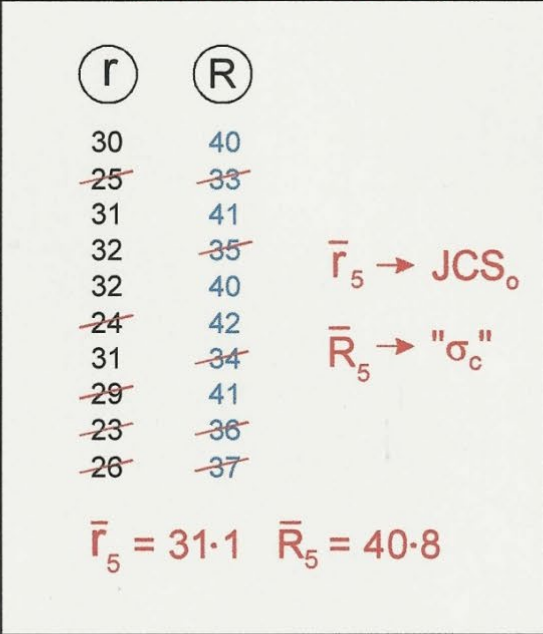 r R
30 40
25 33
31 41
32 35
32 40
24 42
31 34
29 41
23 36
26 37
r̅₅ → JCS₀
R̅₅ → "σc"
r̅₅ = 31·1 R̅₅ = 40·8